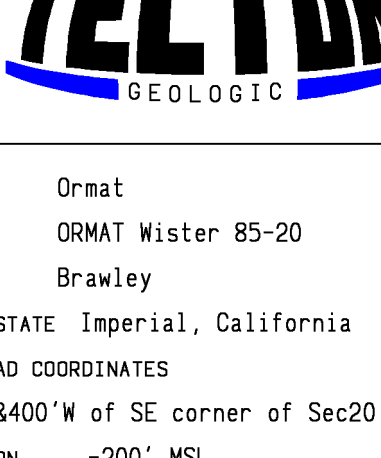 GEOLOGIC
Ormat
ORMAT Wister 85-20
Brawley
STATE Imperial, California
AD COORDINATES
&400'W of SE corner of Sec20
ON -200' MSL